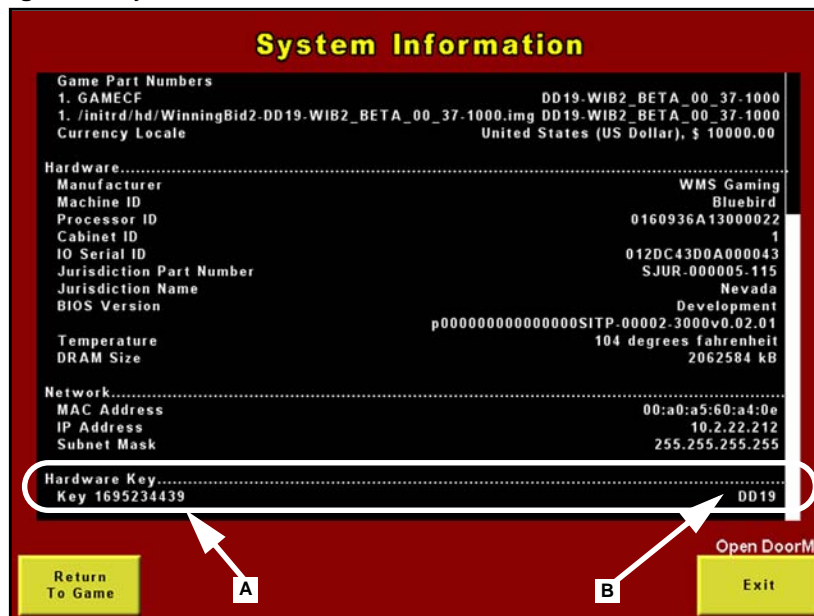 System Information
Game Part Numbers
1. GAMECF DD19-WIB2_BETA_00_37-1000
1. /initrd/hd/WinningBid2-DD19-WIB2_BETA_00_37-1000.img DD19-WIB2_BETA_00_37-1000
Currency Locale United States (US Dollar), $ 10000.00
Hardware
Manufacturer WMS Gaming
Machine ID Bluebird
Processor ID 0160936A13000022
Cabinet ID 1
IO Serial ID 012DC43D0A000043
Jurisdiction Part Number SJUR-000005-115
Jurisdiction Name Nevada
BIOS Version Development
p000000000000000SITP-00002-3000v0.02.01
Temperature 104 degrees fahrenheit
DRAM Size 2062584 kB
Network
MAC Address 00:a0:a5:60:a4:0e
IP Address 10.2.22.212
Subnet Mask 255.255.255.255
Hardware Key
Key 1695234439 DD19
Open DoorM
Return To Game
A
B
Exit